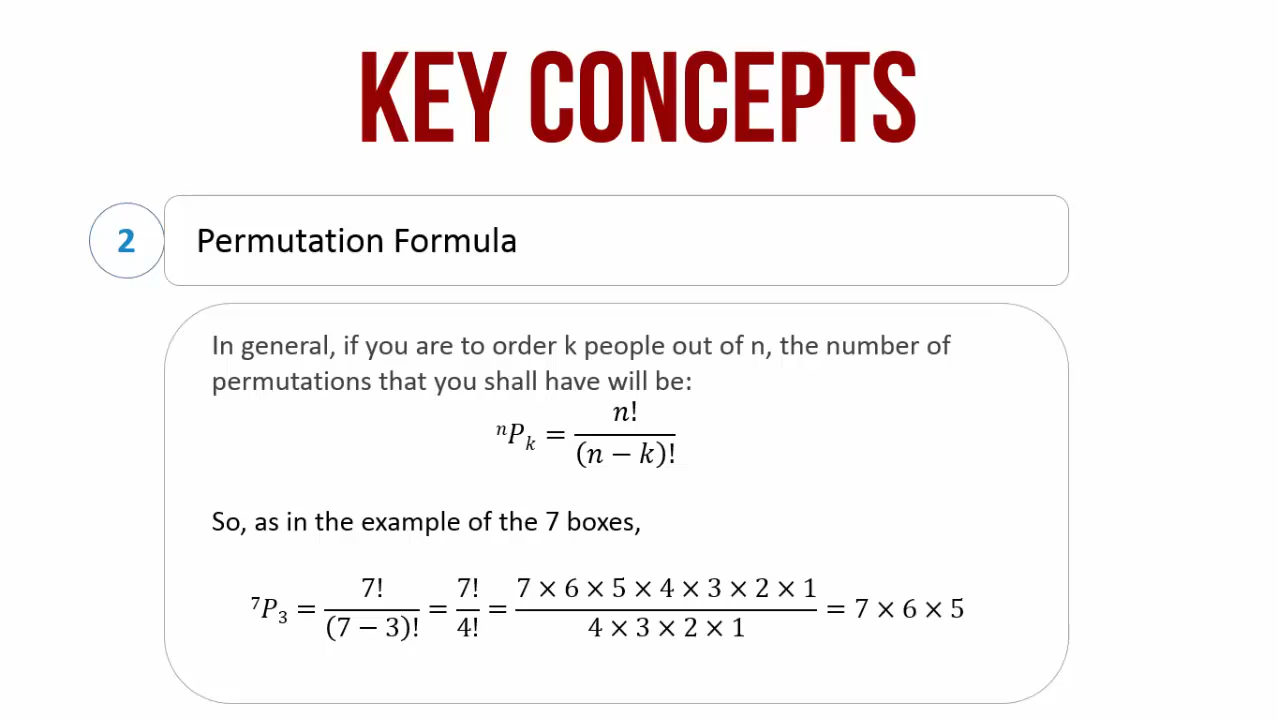 KEY CONCEPTS
2
Permutation Formula
In general, if you are to order k people out of n, the number of
permutations that you shall have will be:
ⁿPₖ = n! / (n − k)!
So, as in the example of the 7 boxes,
⁷P₃ = 7! / (7 − 3)! = 7! / 4! = 7 × 6 × 5 × 4 × 3 × 2 × 1 / 4 × 3 × 2 × 1 = 7 × 6 × 5